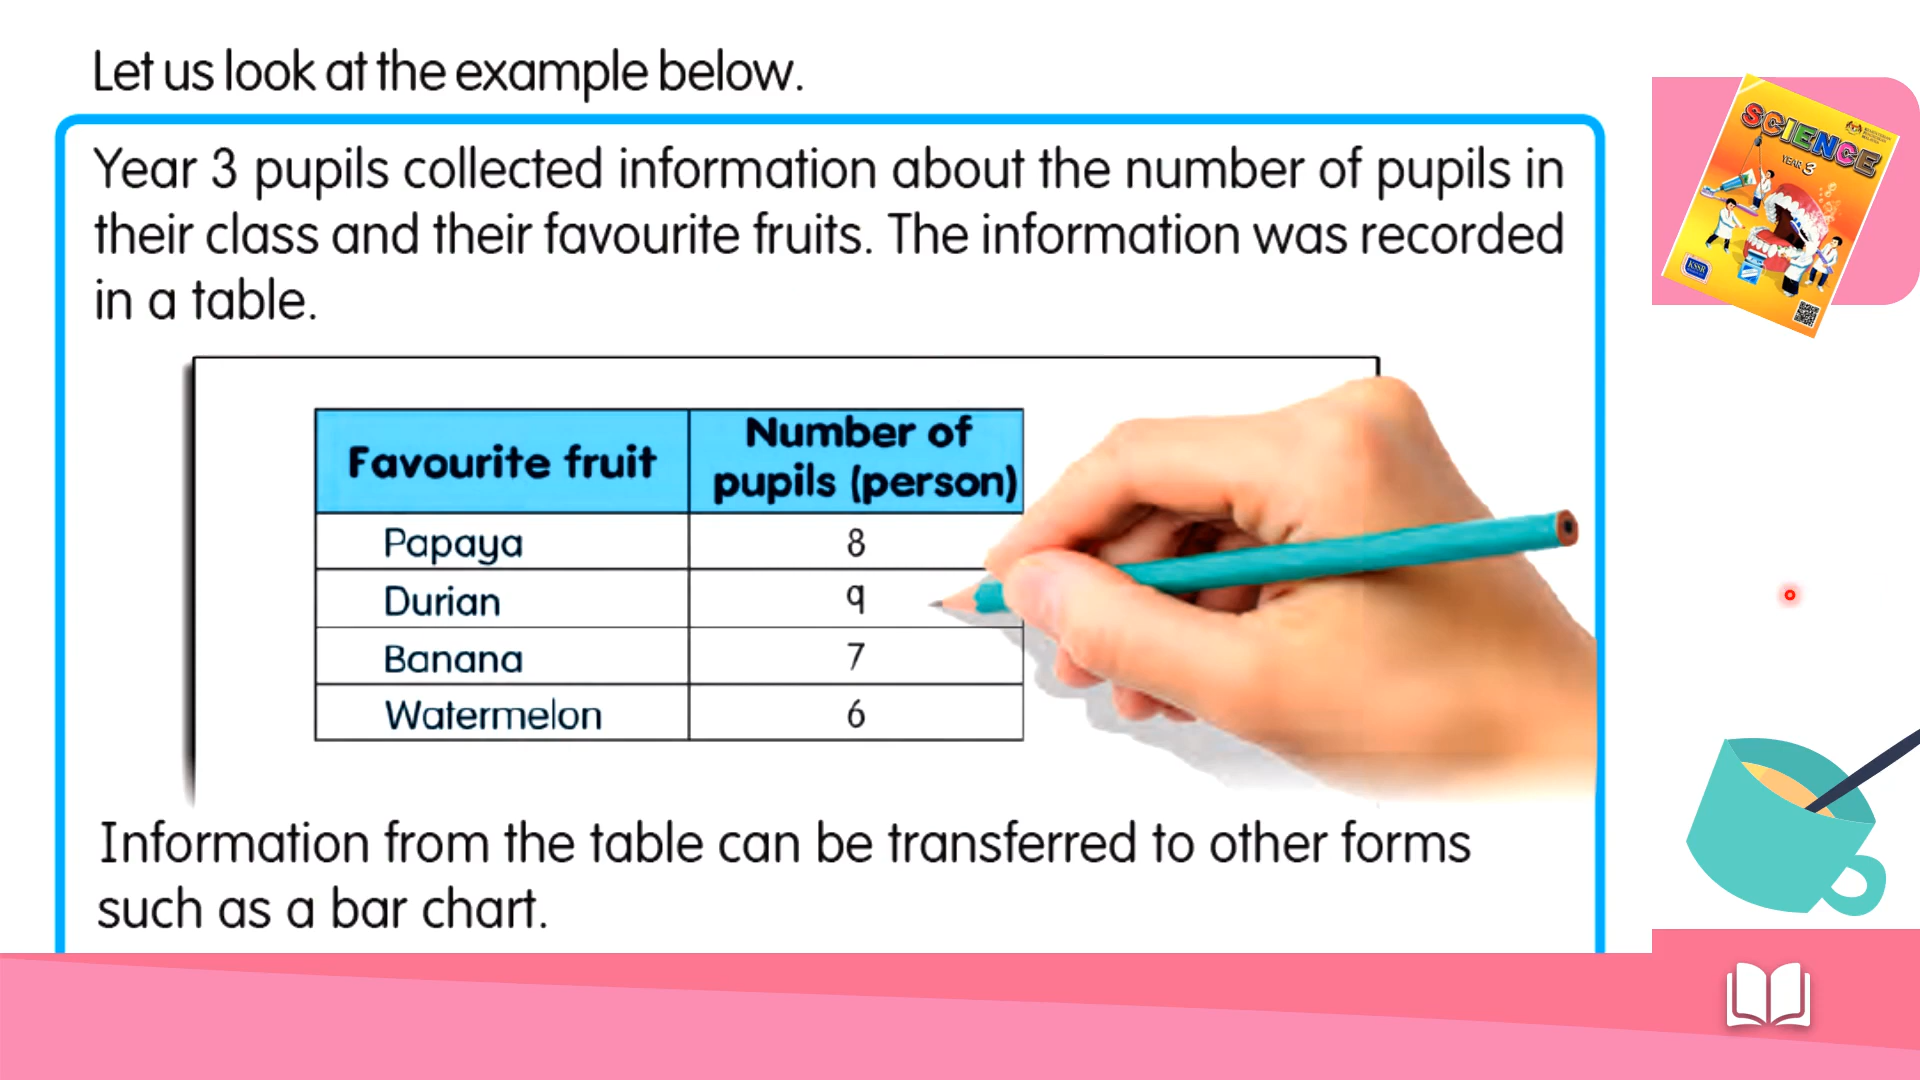 Let us look at the example below.
Year 3 pupils collected information about the number of pupils in
their class and their favourite fruits. The information was recorded
in a table.
Favourite fruit
Number of
pupils (person)
Papaya 8
Durian 9
Banana 7
Watermelon 6
Information from the table can be transferred to other forms
such as a bar chart.
SCIENCE
YEAR 3
KSSR